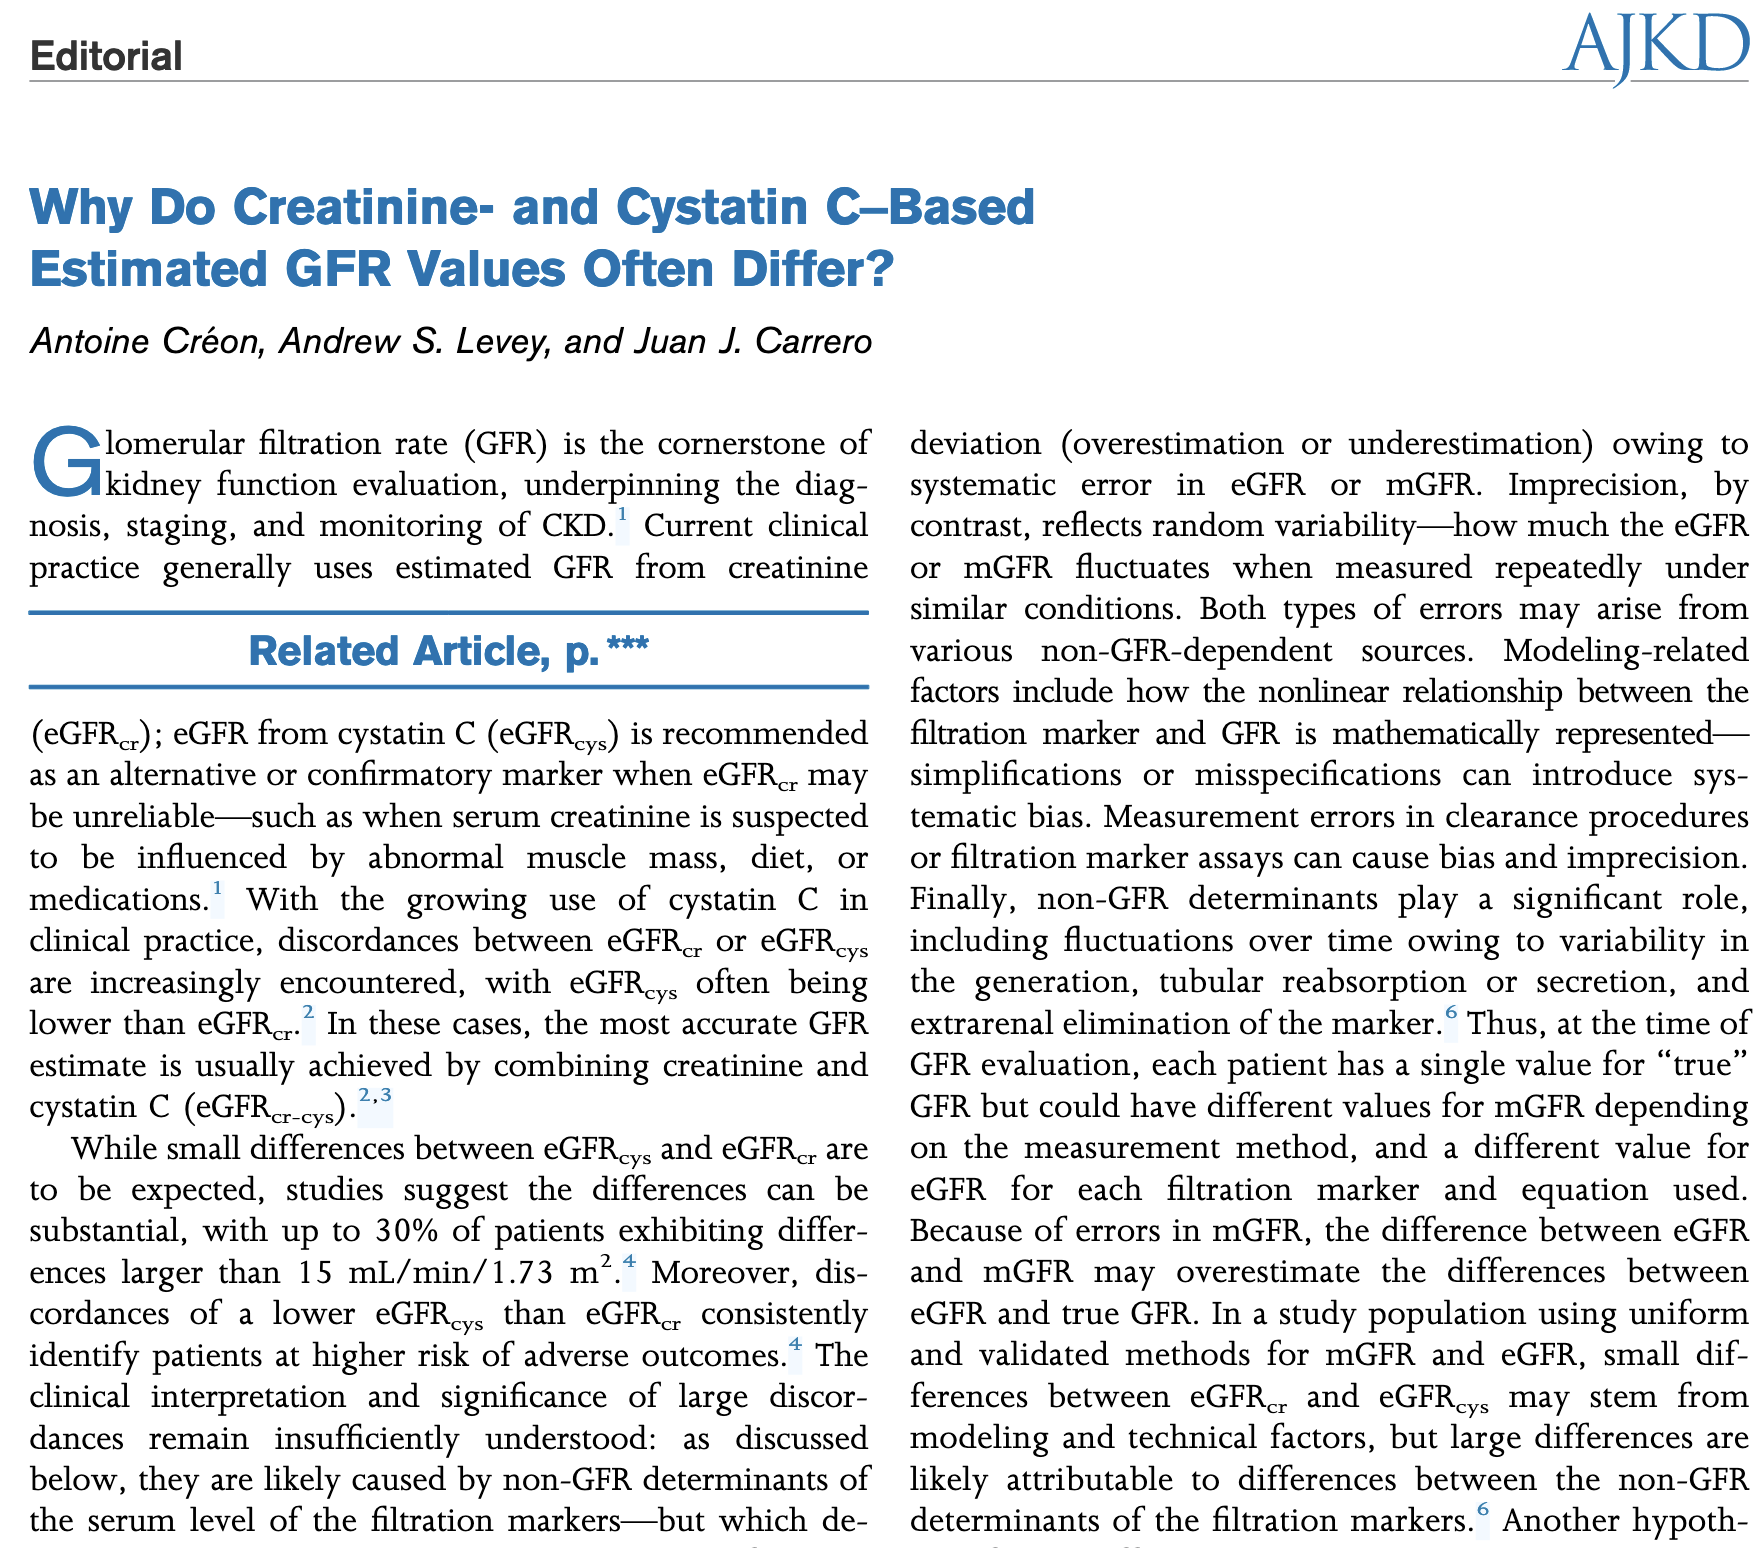 Editorial
AJKD
Why Do Creatinine- and Cystatin C–Based
Estimated GFR Values Often Differ?
Antoine Créon, Andrew S. Levey, and Juan J. Carrero
Glomerular filtration rate (GFR) is the cornerstone of
kidney function evaluation, underpinning the diag-
nosis, staging, and monitoring of CKD.1 Current clinical
practice generally uses estimated GFR from creatinine
Related Article, p. ***
(eGFRcr); eGFR from cystatin C (eGFRcys) is recommended
as an alternative or confirmatory marker when eGFRcr may
be unreliable—such as when serum creatinine is suspected
to be influenced by abnormal muscle mass, diet, or
medications.1 With the growing use of cystatin C in
clinical practice, discordances between eGFRcr or eGFRcys
are increasingly encountered, with eGFRcys often being
lower than eGFRcr.2 In these cases, the most accurate GFR
estimate is usually achieved by combining creatinine and
cystatin C (eGFRcr-cys).2,3
While small differences between eGFRcys and eGFRcr are
to be expected, studies suggest the differences can be
substantial, with up to 30% of patients exhibiting differ-
ences larger than 15 mL/min/1.73 m2.4 Moreover, dis-
cordances of a lower eGFRcys than eGFRcr consistently
identify patients at higher risk of adverse outcomes.4 The
clinical interpretation and significance of large discor-
dances remain insufficiently understood: as discussed
below, they are likely caused by non-GFR determinants of
the serum level of the filtration markers—but which de-
deviation (overestimation or underestimation) owing to
systematic error in eGFR or mGFR. Imprecision, by
contrast, reflects random variability—how much the eGFR
or mGFR fluctuates when measured repeatedly under
similar conditions. Both types of errors may arise from
various non-GFR-dependent sources. Modeling-related
factors include how the nonlinear relationship between the
filtration marker and GFR is mathematically represented—
simplifications or misspecifications can introduce sys-
tematic bias. Measurement errors in clearance procedures
or filtration marker assays can cause bias and imprecision.
Finally, non-GFR determinants play a significant role,
including fluctuations over time owing to variability in
the generation, tubular reabsorption or secretion, and
extrarenal elimination of the marker.6 Thus, at the time of
GFR evaluation, each patient has a single value for “true”
GFR but could have different values for mGFR depending
on the measurement method, and a different value for
eGFR for each filtration marker and equation used.
Because of errors in mGFR, the difference between eGFR
and mGFR may overestimate the differences between
eGFR and true GFR. In a study population using uniform
and validated methods for mGFR and eGFR, small dif-
ferences between eGFRcr and eGFRcys may stem from
modeling and technical factors, but large differences are
likely attributable to differences between the non-GFR
determinants of the filtration markers.6 Another hypoth-